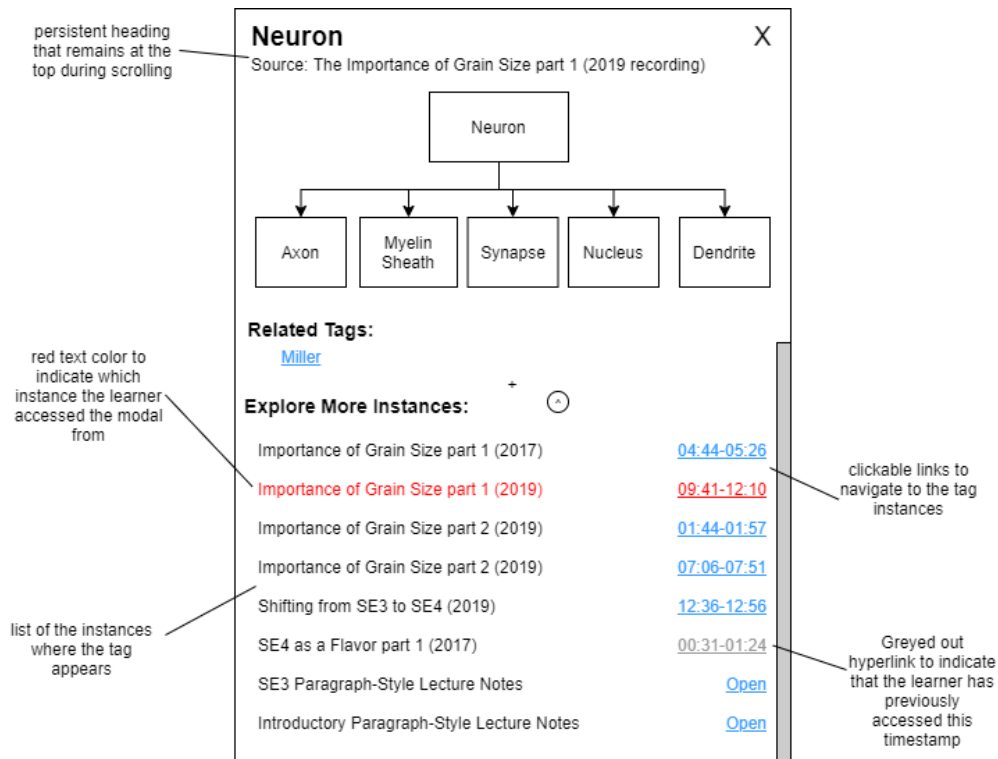 persistent heading
that remains at the
top during scrolling
Neuron
X
Source: The Importance of Grain Size part 1 (2019 recording)
Neuron
Axon
Myelin
Sheath
Synapse
Nucleus
Dendrite
Related Tags:
Miller
red text color to
indicate which
instance the learner
accessed the modal
from
Explore More Instances:
^
Importance of Grain Size part 1 (2017) 04:44-05:26
Importance of Grain Size part 1 (2019) 09:41-12:10
Importance of Grain Size part 2 (2019) 01:44-01:57
Importance of Grain Size part 2 (2019) 07:06-07:51
Shifting from SE3 to SE4 (2019) 12:36-12:56
SE4 as a Flavor part 1 (2017) 00:31-01:24
SE3 Paragraph-Style Lecture Notes Open
Introductory Paragraph-Style Lecture Notes Open
clickable links to
navigate to the tag
instances
list of the instances
where the tag
appears
Greyed out
hyperlink to indicate
that the learner has
previously
accessed this
timestamp